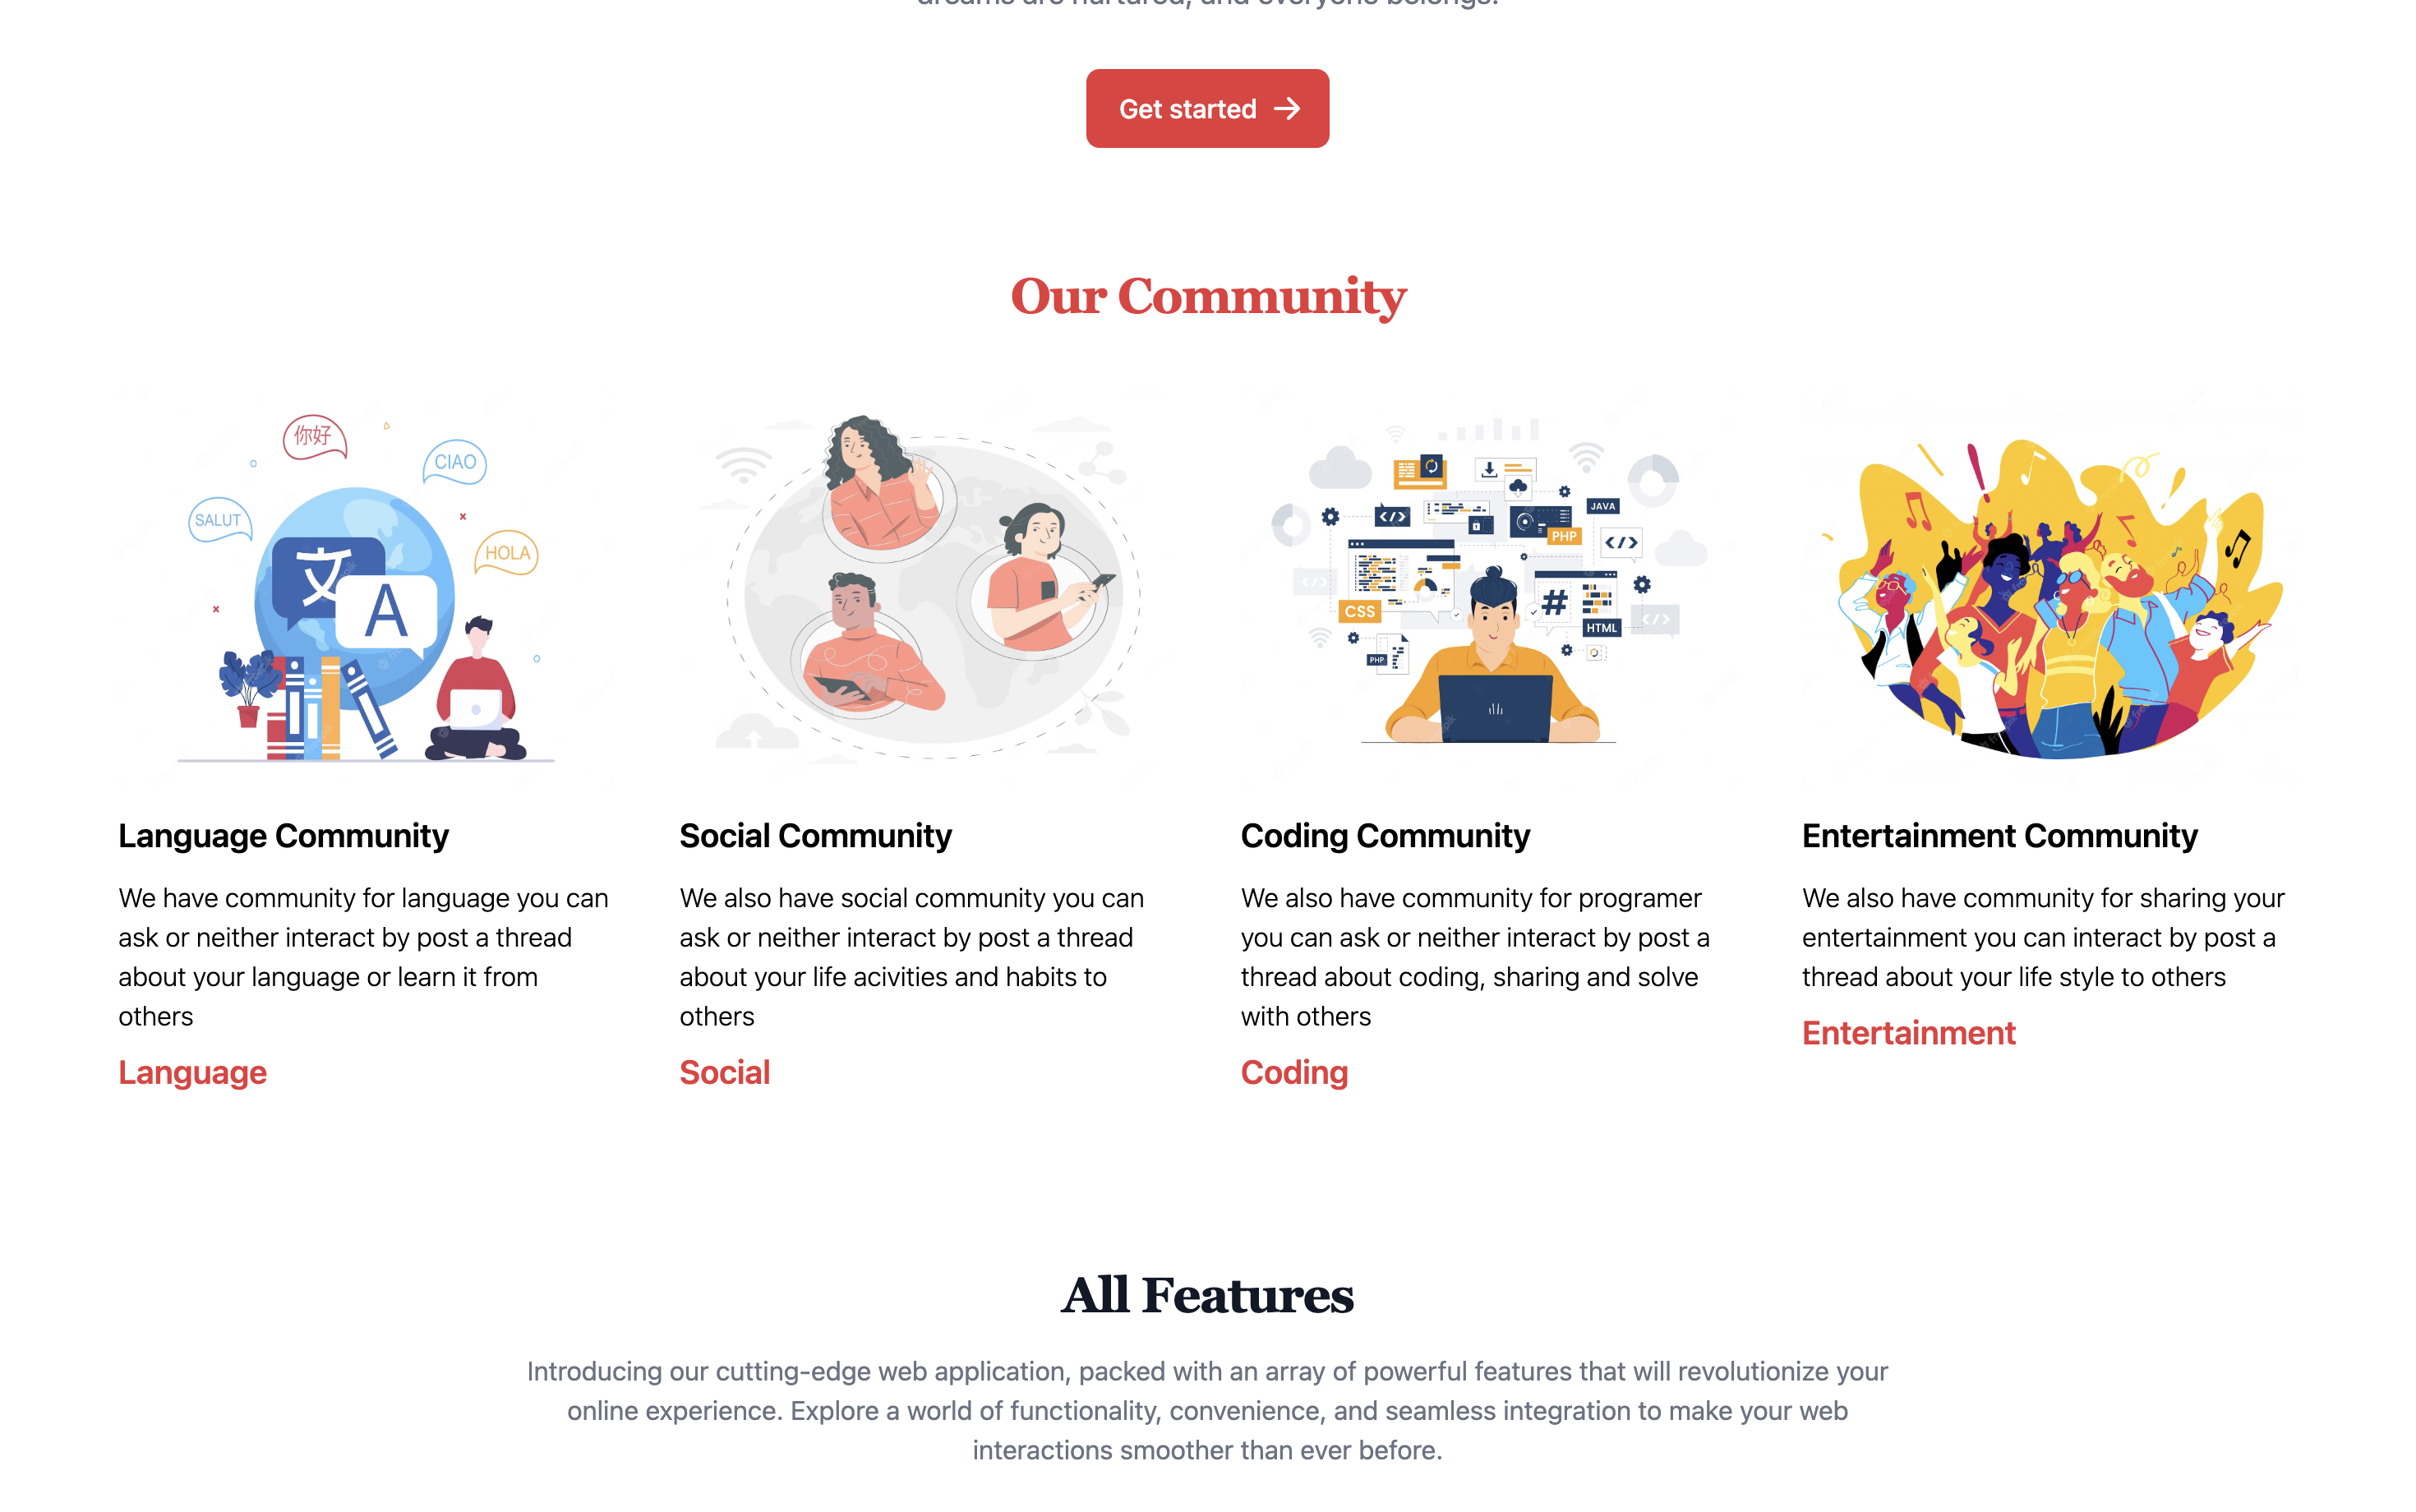 dreams are nurtured, and everyone belongs.
Get started
Our Community
你好
CIAO
SALUT
HOLA
文
A
JAVA
</>
PHP
</>
</>
CSS
#
HTML
</>
PHP
Language Community
We have community for language you can
ask or neither interact by post a thread
about your language or learn it from
others
Language
Social Community
We also have social community you can
ask or neither interact by post a thread
about your life acivities and habits to
others
Social
Coding Community
We also have community for programer
you can ask or neither interact by post a
thread about coding, sharing and solve
with others
Coding
Entertainment Community
We also have community for sharing your
entertainment you can interact by post a
thread about your life style to others
Entertainment
All Features
Introducing our cutting-edge web application, packed with an array of powerful features that will revolutionize your
online experience. Explore a world of functionality, convenience, and seamless integration to make your web
interactions smoother than ever before.